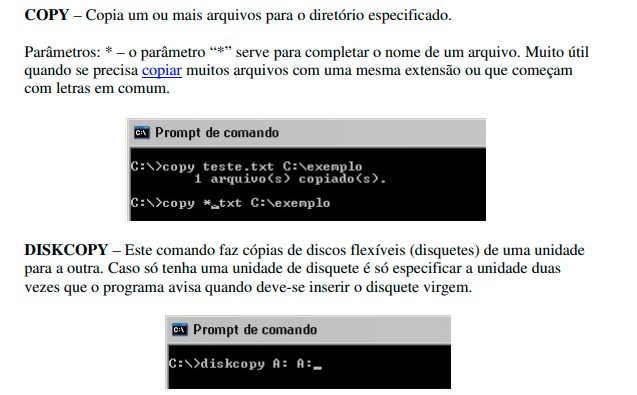 COPY – Copia um ou mais arquivos para o diretório especificado.
Parâmetros: * – o parâmetro “*” serve para completar o nome de um arquivo. Muito útil
quando se precisa copiar muitos arquivos com uma mesma extensão ou que começam
com letras em comum.
Prompt de comando
C:\>copy teste.txt C:\exemplo
1 arquivo(s) copiado(s).
C:\>copy *_txt C:\exemplo
DISKCOPY – Este comando faz cópias de discos flexíveis (disquetes) de uma unidade
para a outra. Caso só tenha uma unidade de disquete é só especificar a unidade duas
vezes que o programa avisa quando deve-se inserir o disquete virgem.
Prompt de comando
C:\>diskcopy A: A:_